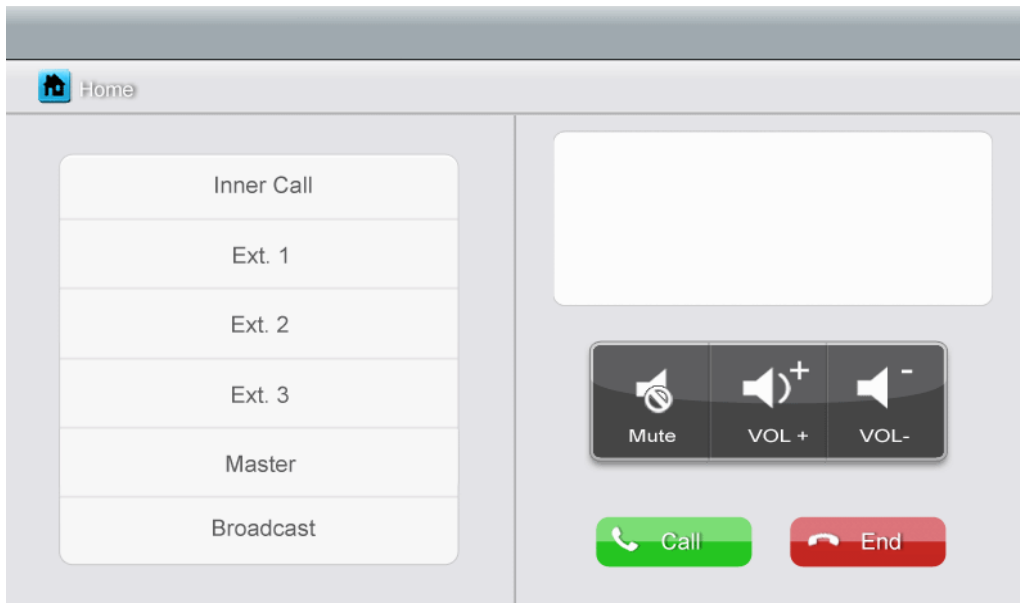 Home
Inner Call
Ext. 1
Ext. 2
Ext. 3
Master
Broadcast
+
-
Mute
VOL +
VOL-
Call
End